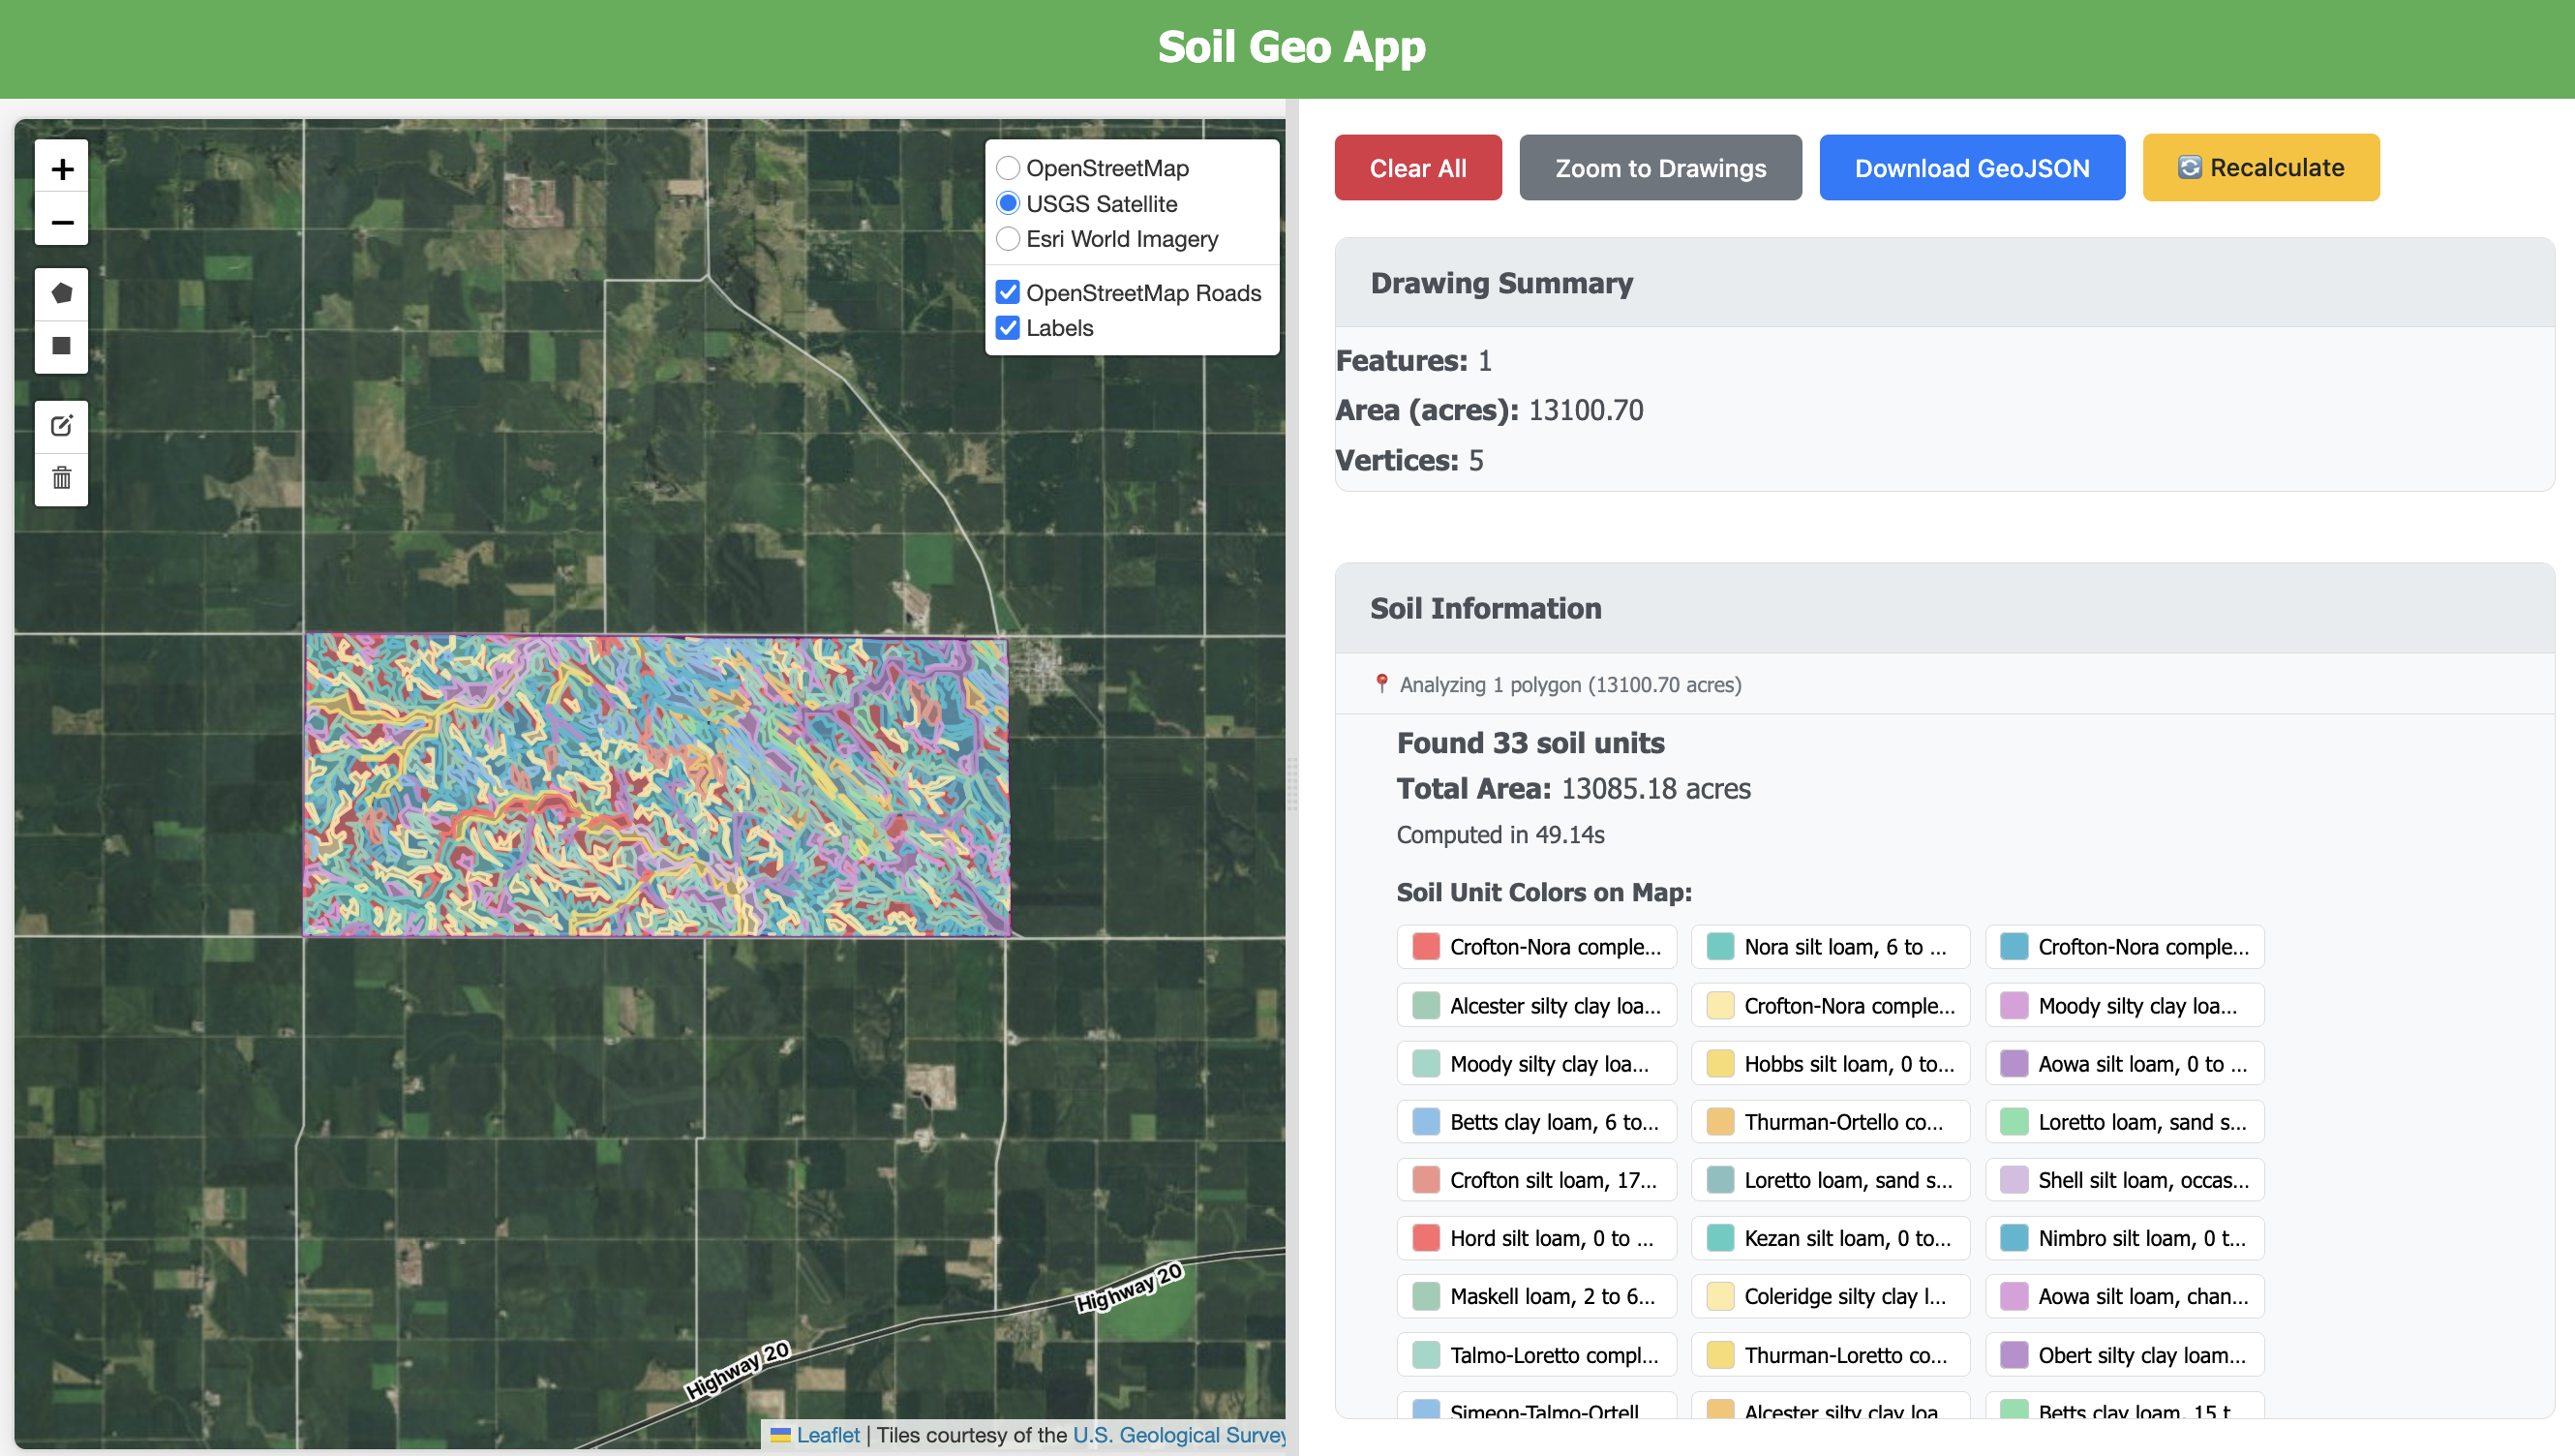 Soil Geo App
+
−
OpenStreetMap
USGS Satellite
Esri World Imagery
OpenStreetMap Roads
Labels
Highway 20
Highway 20
Leaflet | Tiles courtesy of the U.S. Geological Survey
Clear All
Zoom to Drawings
Download GeoJSON
Recalculate
Drawing Summary
Features: 1
Area (acres): 13100.70
Vertices: 5
Soil Information
Analyzing 1 polygon (13100.70 acres)
Found 33 soil units
Total Area: 13085.18 acres
Computed in 49.14s
Soil Unit Colors on Map:
Crofton-Nora comple...
Nora silt loam, 6 to ...
Crofton-Nora comple...
Alcester silty clay loa...
Crofton-Nora comple...
Moody silty clay loa...
Moody silty clay loa...
Hobbs silt loam, 0 to...
Aowa silt loam, 0 to ...
Betts clay loam, 6 to...
Thurman-Ortello co...
Loretto loam, sand s...
Crofton silt loam, 17...
Loretto loam, sand s...
Shell silt loam, occas...
Hord silt loam, 0 to ...
Kezan silt loam, 0 to...
Nimbro silt loam, 0 t...
Maskell loam, 2 to 6...
Coleridge silty clay l...
Aowa silt loam, chan...
Talmo-Loretto compl...
Thurman-Loretto co...
Obert silty clay loam...
Simeon-Talmo-Ortell
Alcester silty clay loa
Betts clay loam, 15 t